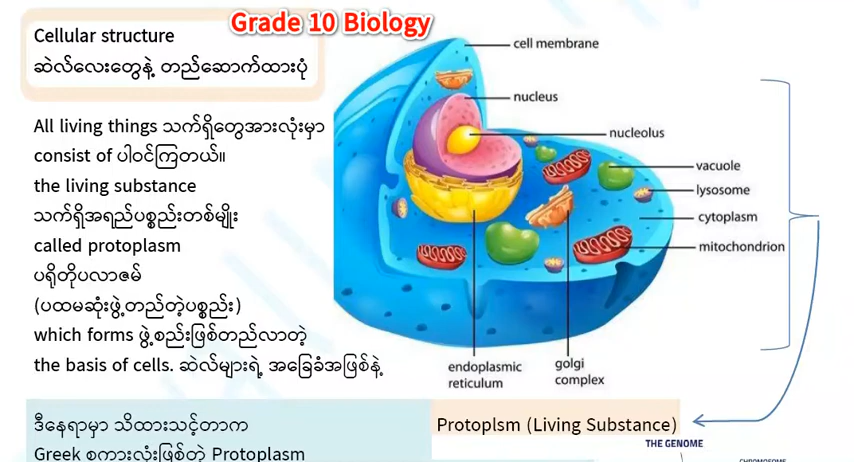 Grade 10 Biology
Cellular structure
ဆဲလ်လေးတွေနဲ့ တည်ဆောက်ထားပုံ
All living things သက်ရှိတွေအားလုံးမှာ
consist of ပါဝင်ကြတယ်။
the living substance
သက်ရှိအရည်ပစ္စည်းတစ်မျိုး
called protoplasm
ပရိုတိုပလာဇမ်
(ပထမဆုံးဖွဲ့တည်တဲ့ပစ္စည်း)
which forms ဖွဲ့စည်းဖြစ်တည်လာတဲ့
the basis of cells. ဆဲလ်များရဲ့ အခြေခံအဖြစ်နဲ့
cell membrane
nucleus
nucleolus
vacuole
lysosome
cytoplasm
mitochondrion
endoplasmic
reticulum
golgi
complex
ဒီနေရာမှာ သိထားသင့်တာက
Greek စကားလုံးဖြစ်တဲ့ Protoplasm
Protoplsm (Living Substance)
THE GENOME
CHROMOSOME